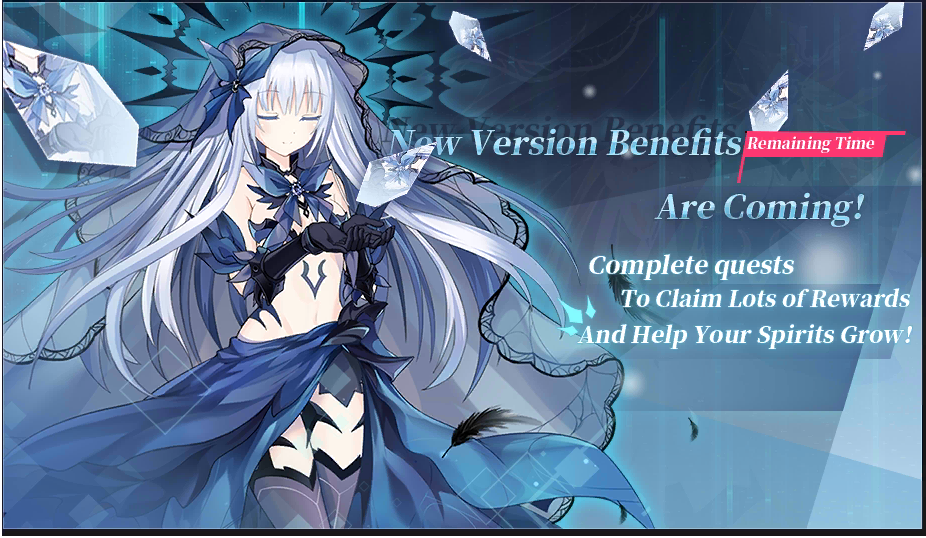 New Version Benefits
Remaining Time
Are Coming!
Complete quests
To Claim Lots of Rewards
And Help Your Spirits Grow!